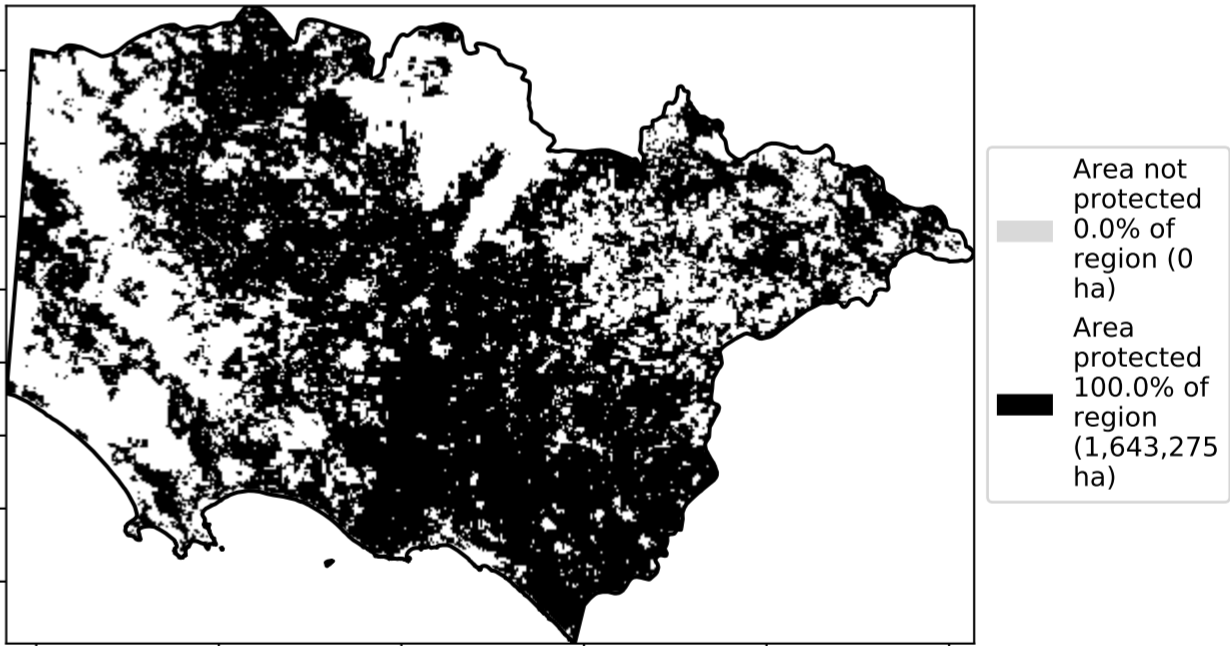 Area not
protected
0.0% of
region (0
ha)
Area
protected
100.0% of
region
(1,643,275
ha)